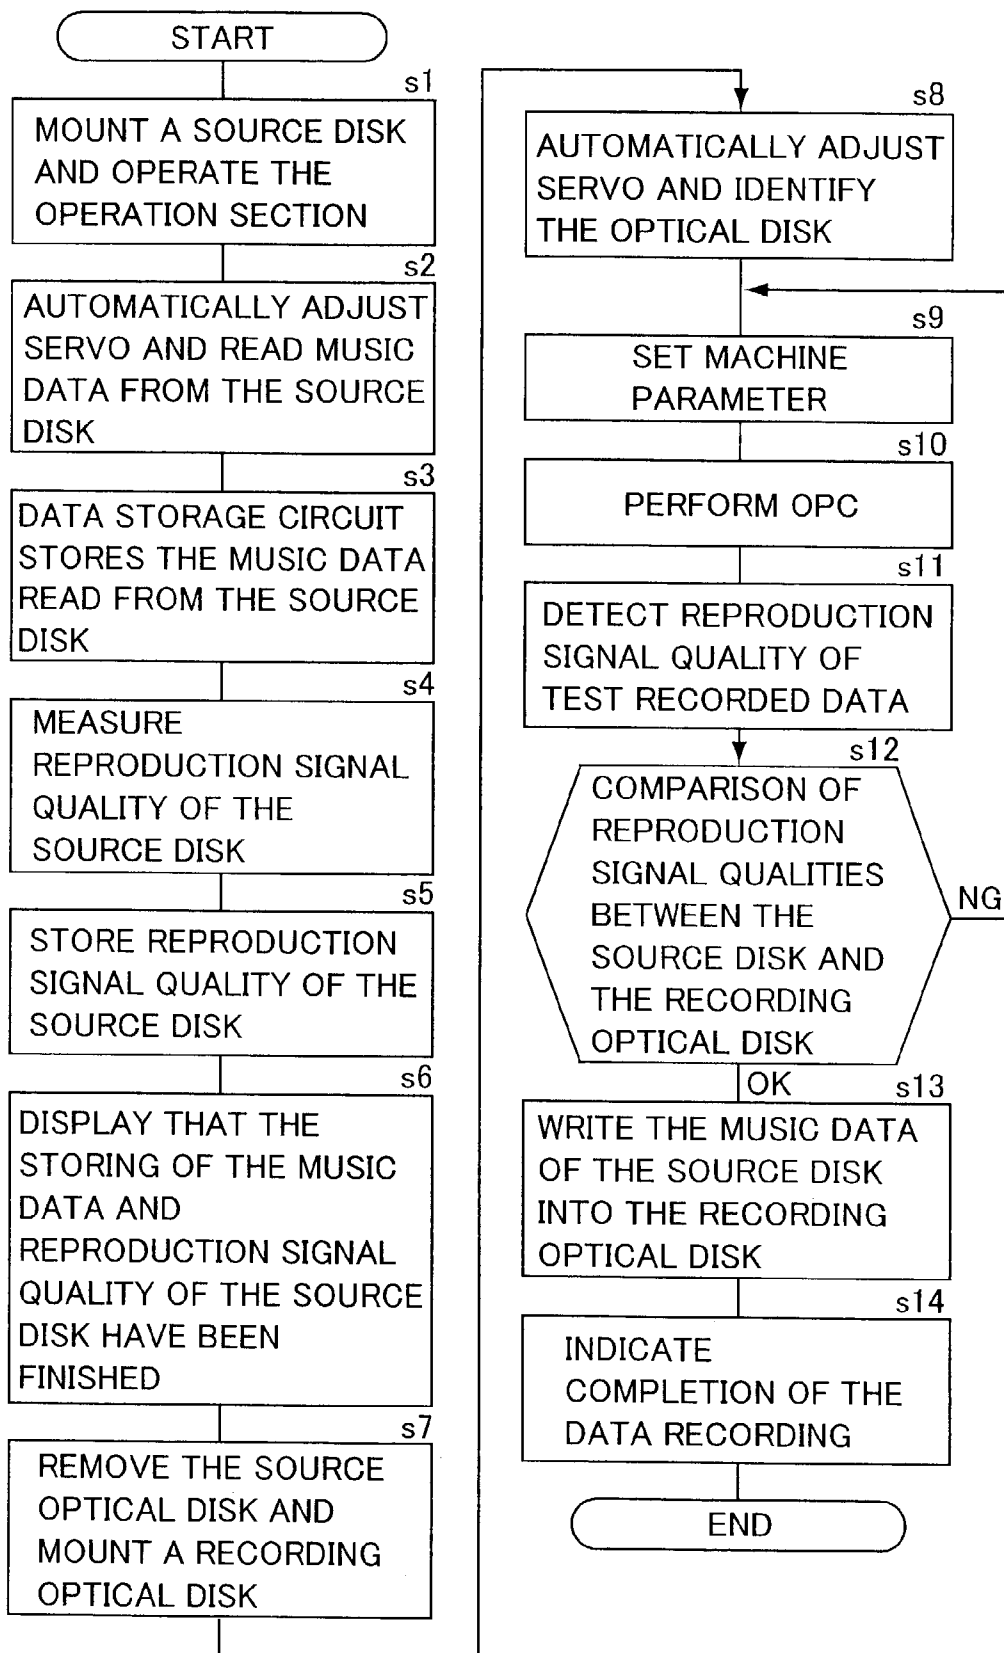 START
s1
MOUNT A SOURCE DISK
AND OPERATE THE
OPERATION SECTION
s2
AUTOMATICALLY ADJUST
SERVO AND READ MUSIC
DATA FROM THE SOURCE
DISK
s3
DATA STORAGE CIRCUIT
STORES THE MUSIC DATA
READ FROM THE SOURCE
DISK
s4
MEASURE
REPRODUCTION SIGNAL
QUALITY OF THE
SOURCE DISK
s5
STORE REPRODUCTION
SIGNAL QUALITY OF THE
SOURCE DISK
s6
DISPLAY THAT THE
STORING OF THE MUSIC
DATA AND
REPRODUCTION SIGNAL
QUALITY OF THE SOURCE
DISK HAVE BEEN
FINISHED
s7
REMOVE THE SOURCE
OPTICAL DISK AND
MOUNT A RECORDING
OPTICAL DISK
s8
AUTOMATICALLY ADJUST
SERVO AND IDENTIFY
THE OPTICAL DISK
s9
SET MACHINE
PARAMETER
s10
PERFORM OPC
s11
DETECT REPRODUCTION
SIGNAL QUALITY OF
TEST RECORDED DATA
s12
COMPARISON OF
REPRODUCTION
SIGNAL QUALITIES
BETWEEN THE
SOURCE DISK AND
THE RECORDING
OPTICAL DISK
NG
OK
s13
WRITE THE MUSIC DATA
OF THE SOURCE DISK
INTO THE RECORDING
OPTICAL DISK
s14
INDICATE
COMPLETION OF THE
DATA RECORDING
END